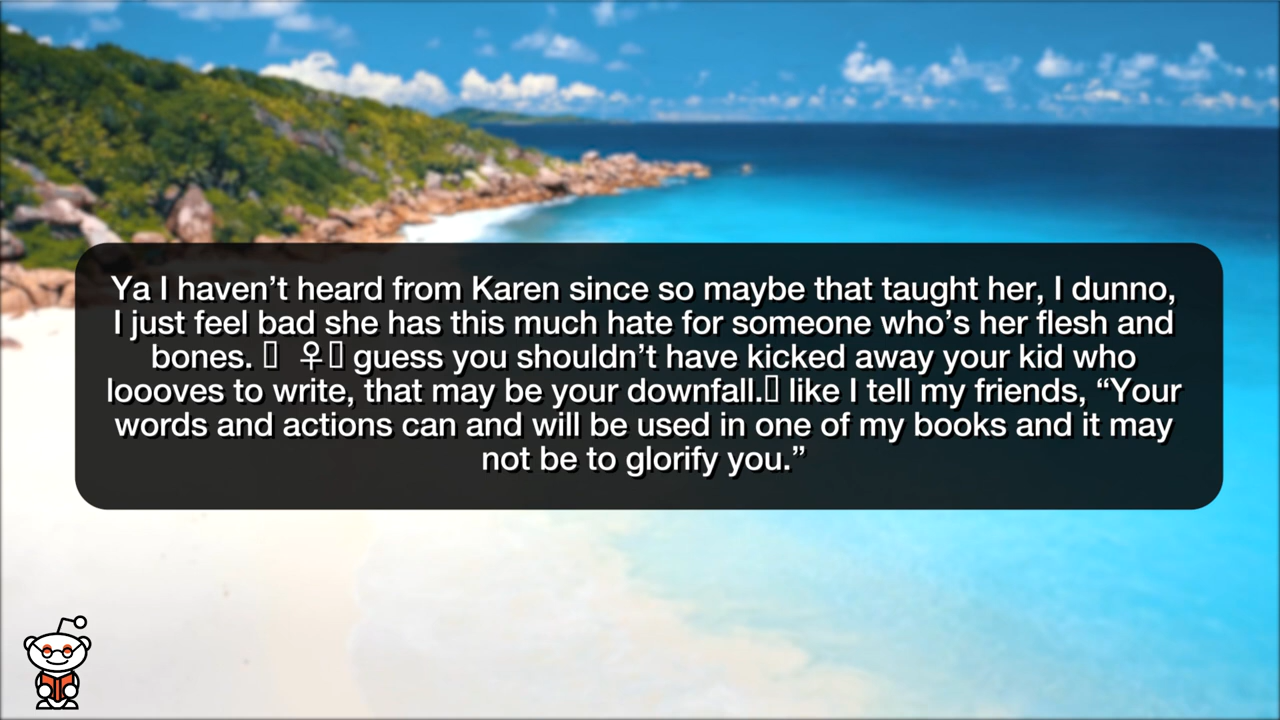 Ya I haven’t heard from Karen since so maybe that taught her, I dunno,
I just feel bad she has this much hate for someone who’s her flesh and
bones. ▯ ♀▯ guess you shouldn’t have kicked away your kid who
loooves to write, that may be your downfall.▯ like I tell my friends, “Your
words and actions can and will be used in one of my books and it may
not be to glorify you.”